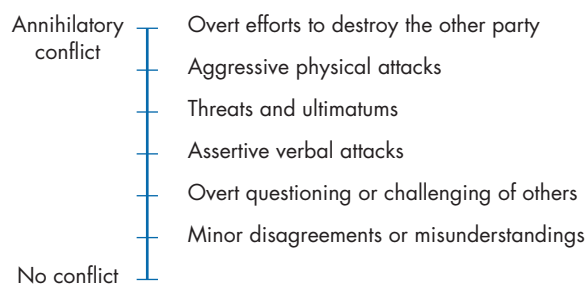 Annihilatory
conflict
Overt efforts to destroy the other party
Aggressive physical attacks
Threats and ultimatums
Assertive verbal attacks
Overt questioning or challenging of others
Minor disagreements or misunderstandings
No conflict